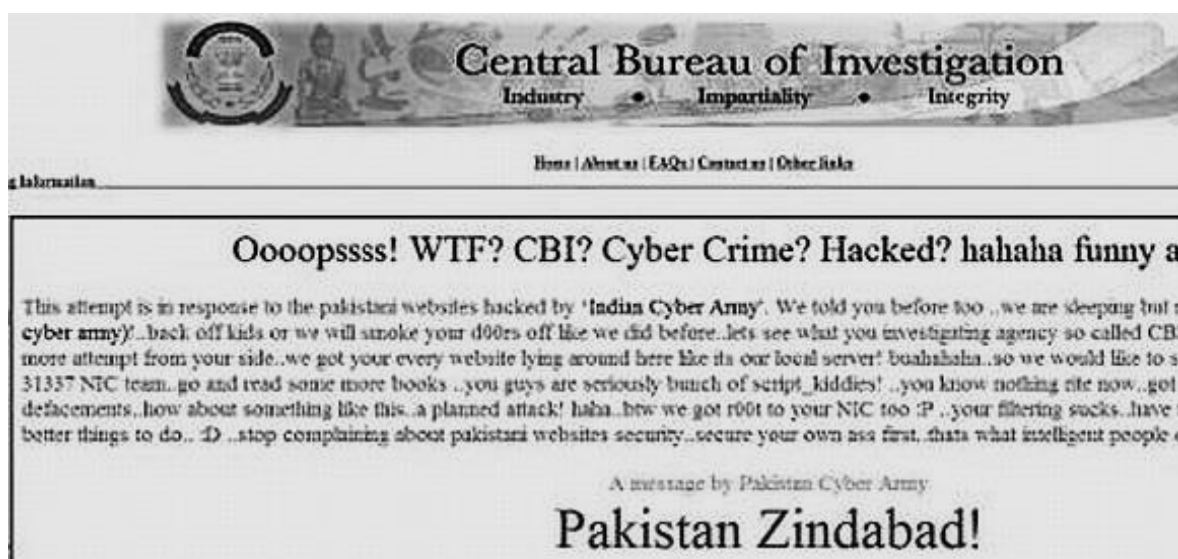 Central Bureau of Investigation
Industry • Impartiality • Integrity
Home | About us | FAQs | Contact us | Other links
g Information
Oooopssss! WTF? CBI? Cyber Crime? Hacked? hahaha funny a
This attempt is in response to the pakistani websites hacked by 'Indian Cyber Army'. We told you before too ..we are sleeping but
cyber army)!..back off kids or we will smoke your d00rs off like we did before..lets see what you investigating agency so called CB
more attempt from your side..we got your every website lying around here like its our local server! buahahaha..so we would like to s
31337 NIC team..go and read some more books ..you guys are seriously bunch of script_kiddies! ..you know nothing rite now..got
defacements..how about something like this..a planned attack! haha..btw we got r00t to your NIC too :P ..your filtering sucks..have
better things to do.. :D ..stop complaining about pakistani websites security..secure your own ass first..thats what intelligent people
A message by Pakistan Cyber Army
Pakistan Zindabad!